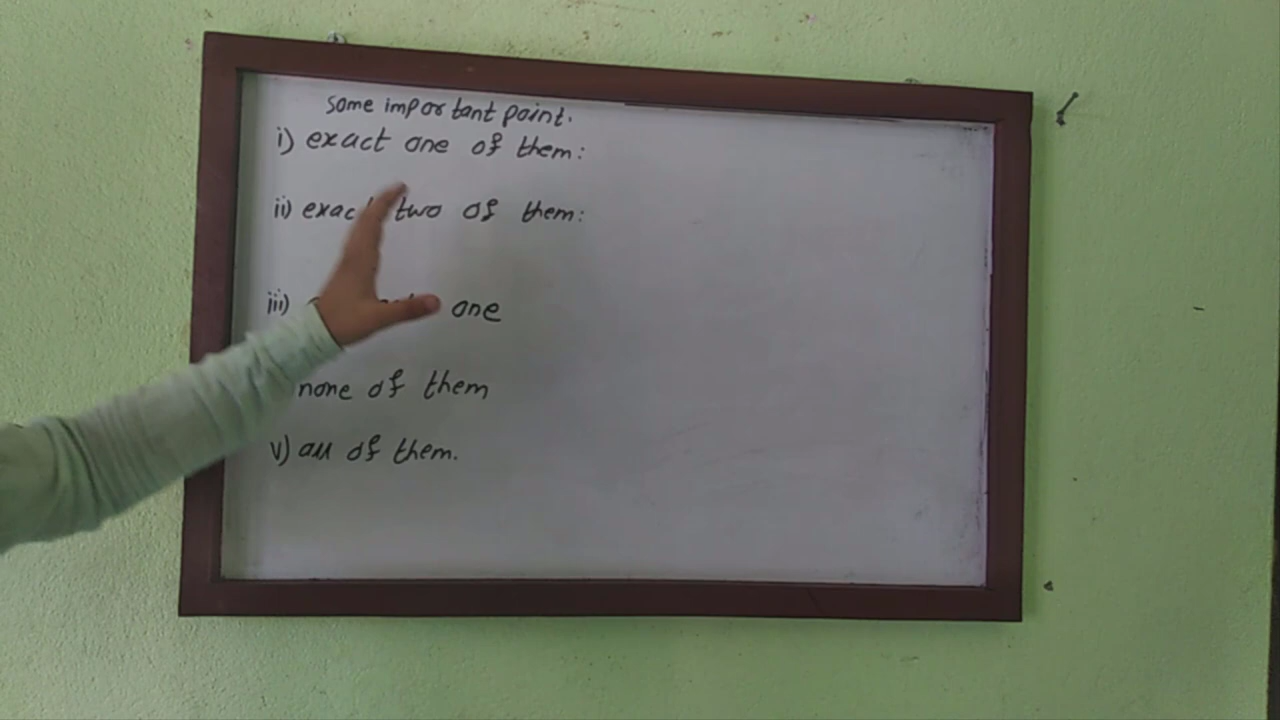 some important point.
i) exact one of them:
ii) exact two of them:
iii) one
none of them
v) all of them.